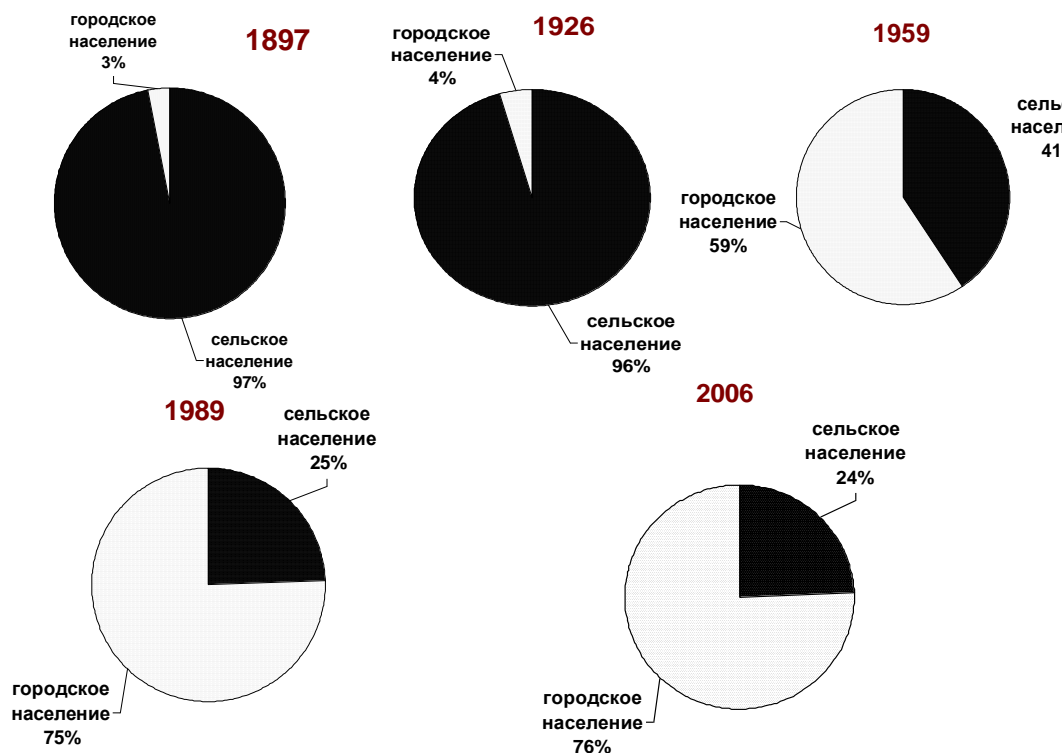 1897
городское
население
3%
сельское
население
97%
1926
городское
население
4%
сельское
население
96%
1959
городское
население
59%
41
1989
сельское
население
25%
городское
население
75%
2006
сельское
население
24%
городское
население
76%